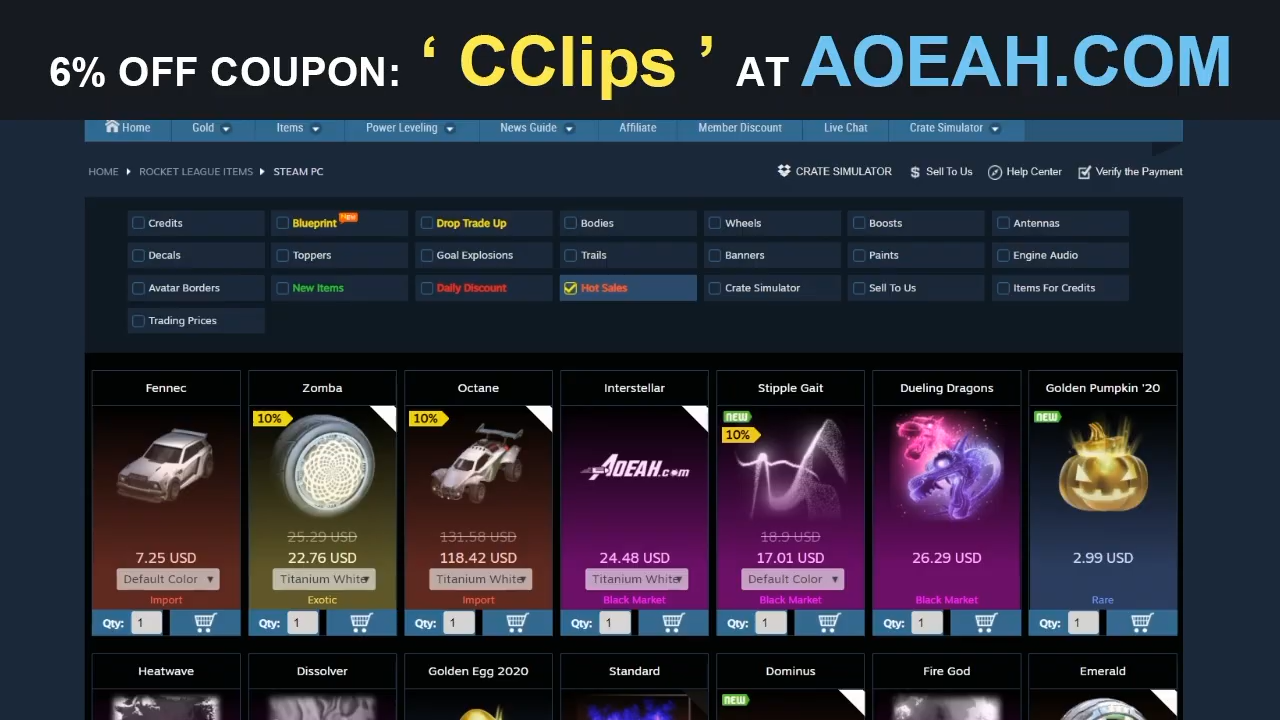 6% OFF COUPON: ‘ CClips ’ AT AOEAH.COM
Home Gold Items Power Leveling News Guide Affiliate Member Discount Live Chat Crate Simulator
HOME ROCKET LEAGUE ITEMS STEAM PC CRATE SIMULATOR $ Sell To Us Help Center Verify the Payment
Credits Blueprint New Drop Trade Up Bodies Wheels Boosts Antennas
Decals Toppers Goal Explosions Trails Banners Paints Engine Audio
Avatar Borders New Items Daily Discount Hot Sales Crate Simulator Sell To Us Items For Credits
Trading Prices
Fennec Zomba Octane Interstellar Stipple Gait Dueling Dragons Golden Pumpkin '20
10% 10% NEW NEW
10%
AOEAH.com
25.29 USD 131.58 USD 18.9 USD
7.25 USD 22.76 USD 118.42 USD 24.48 USD 17.01 USD 26.29 USD 2.99 USD
Default Color Titanium White Titanium White Titanium White Default Color
Import Exotic Import Black Market Black Market Black Market Rare
Qty: 1 Qty: 1 Qty: 1 Qty: 1 Qty: 1 Qty: 1 Qty: 1
Heatwave Dissolver Golden Egg 2020 Standard Dominus Fire God Emerald
NEW